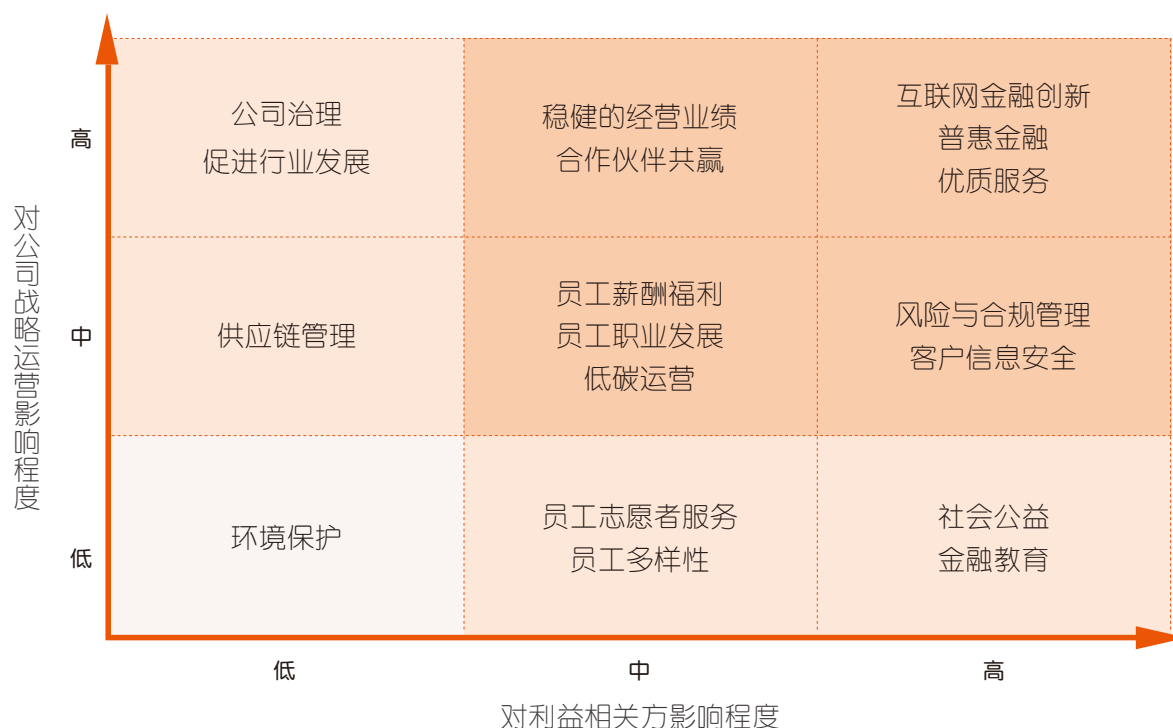 对公司战略运营影响程度
高
公司治理
促进行业发展
稳健的经营业绩
合作伙伴共赢
互联网金融创新
普惠金融
优质服务
中
供应链管理
员工薪酬福利
员工职业发展
低碳运营
风险与合规管理
客户信息安全
低
环境保护
员工志愿者服务
员工多样性
社会公益
金融教育
低
中
高
对利益相关方影响程度